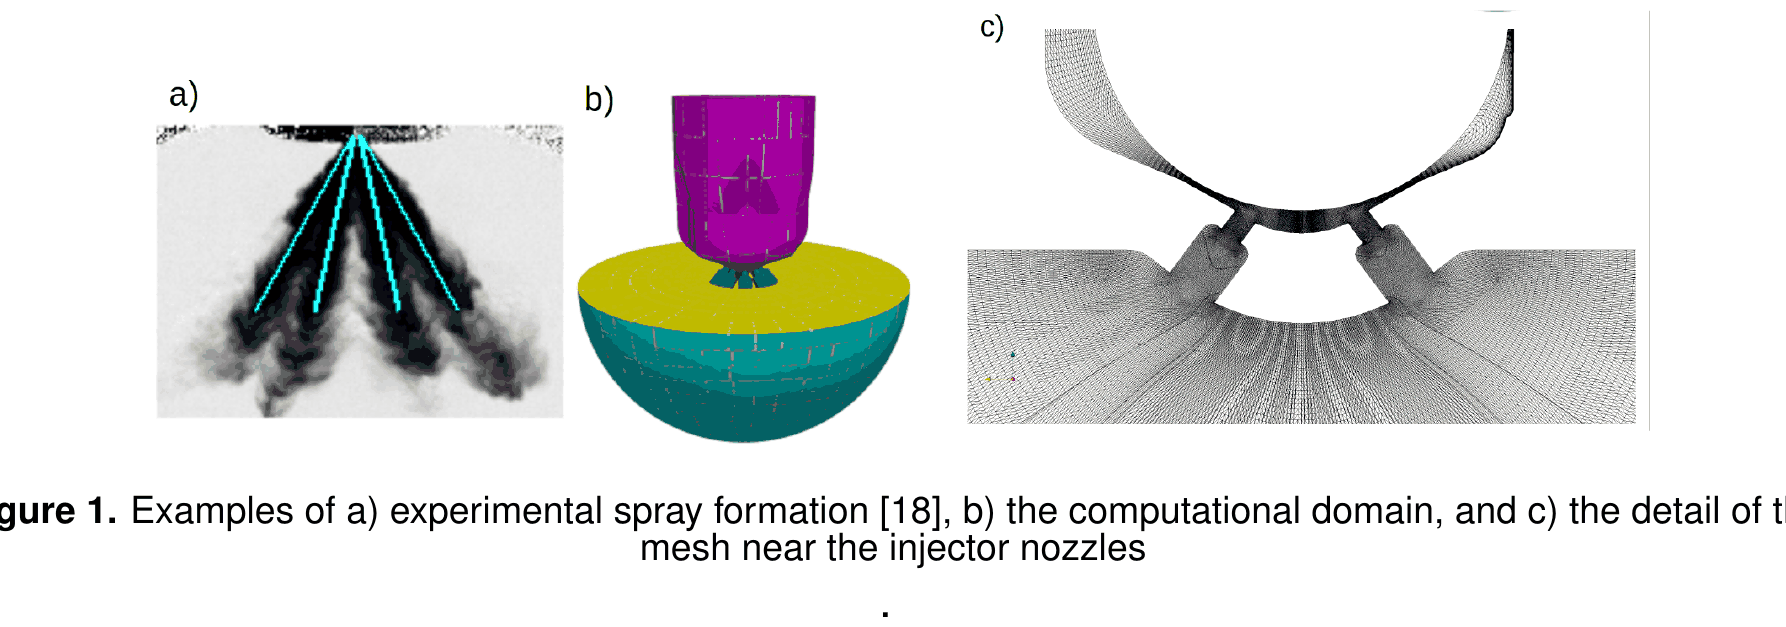 a)
b)
c)
gure 1. Examples of a) experimental spray formation [18], b) the computational domain, and c) the detail of th
mesh near the injector nozzles
.